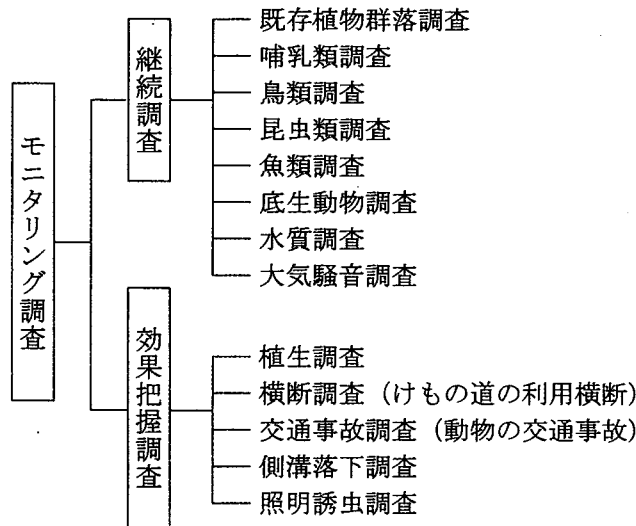 モニタリング調査
継続調査
既存植物群落調査
哺乳類調査
鳥類調査
昆虫類調査
魚類調査
底生動物調査
水質調査
大気騒音調査
効果把握調査
植生調査
横断調査（けもの道の利用横断）
交通事故調査（動物の交通事故）
側溝落下調査
照明誘虫調査